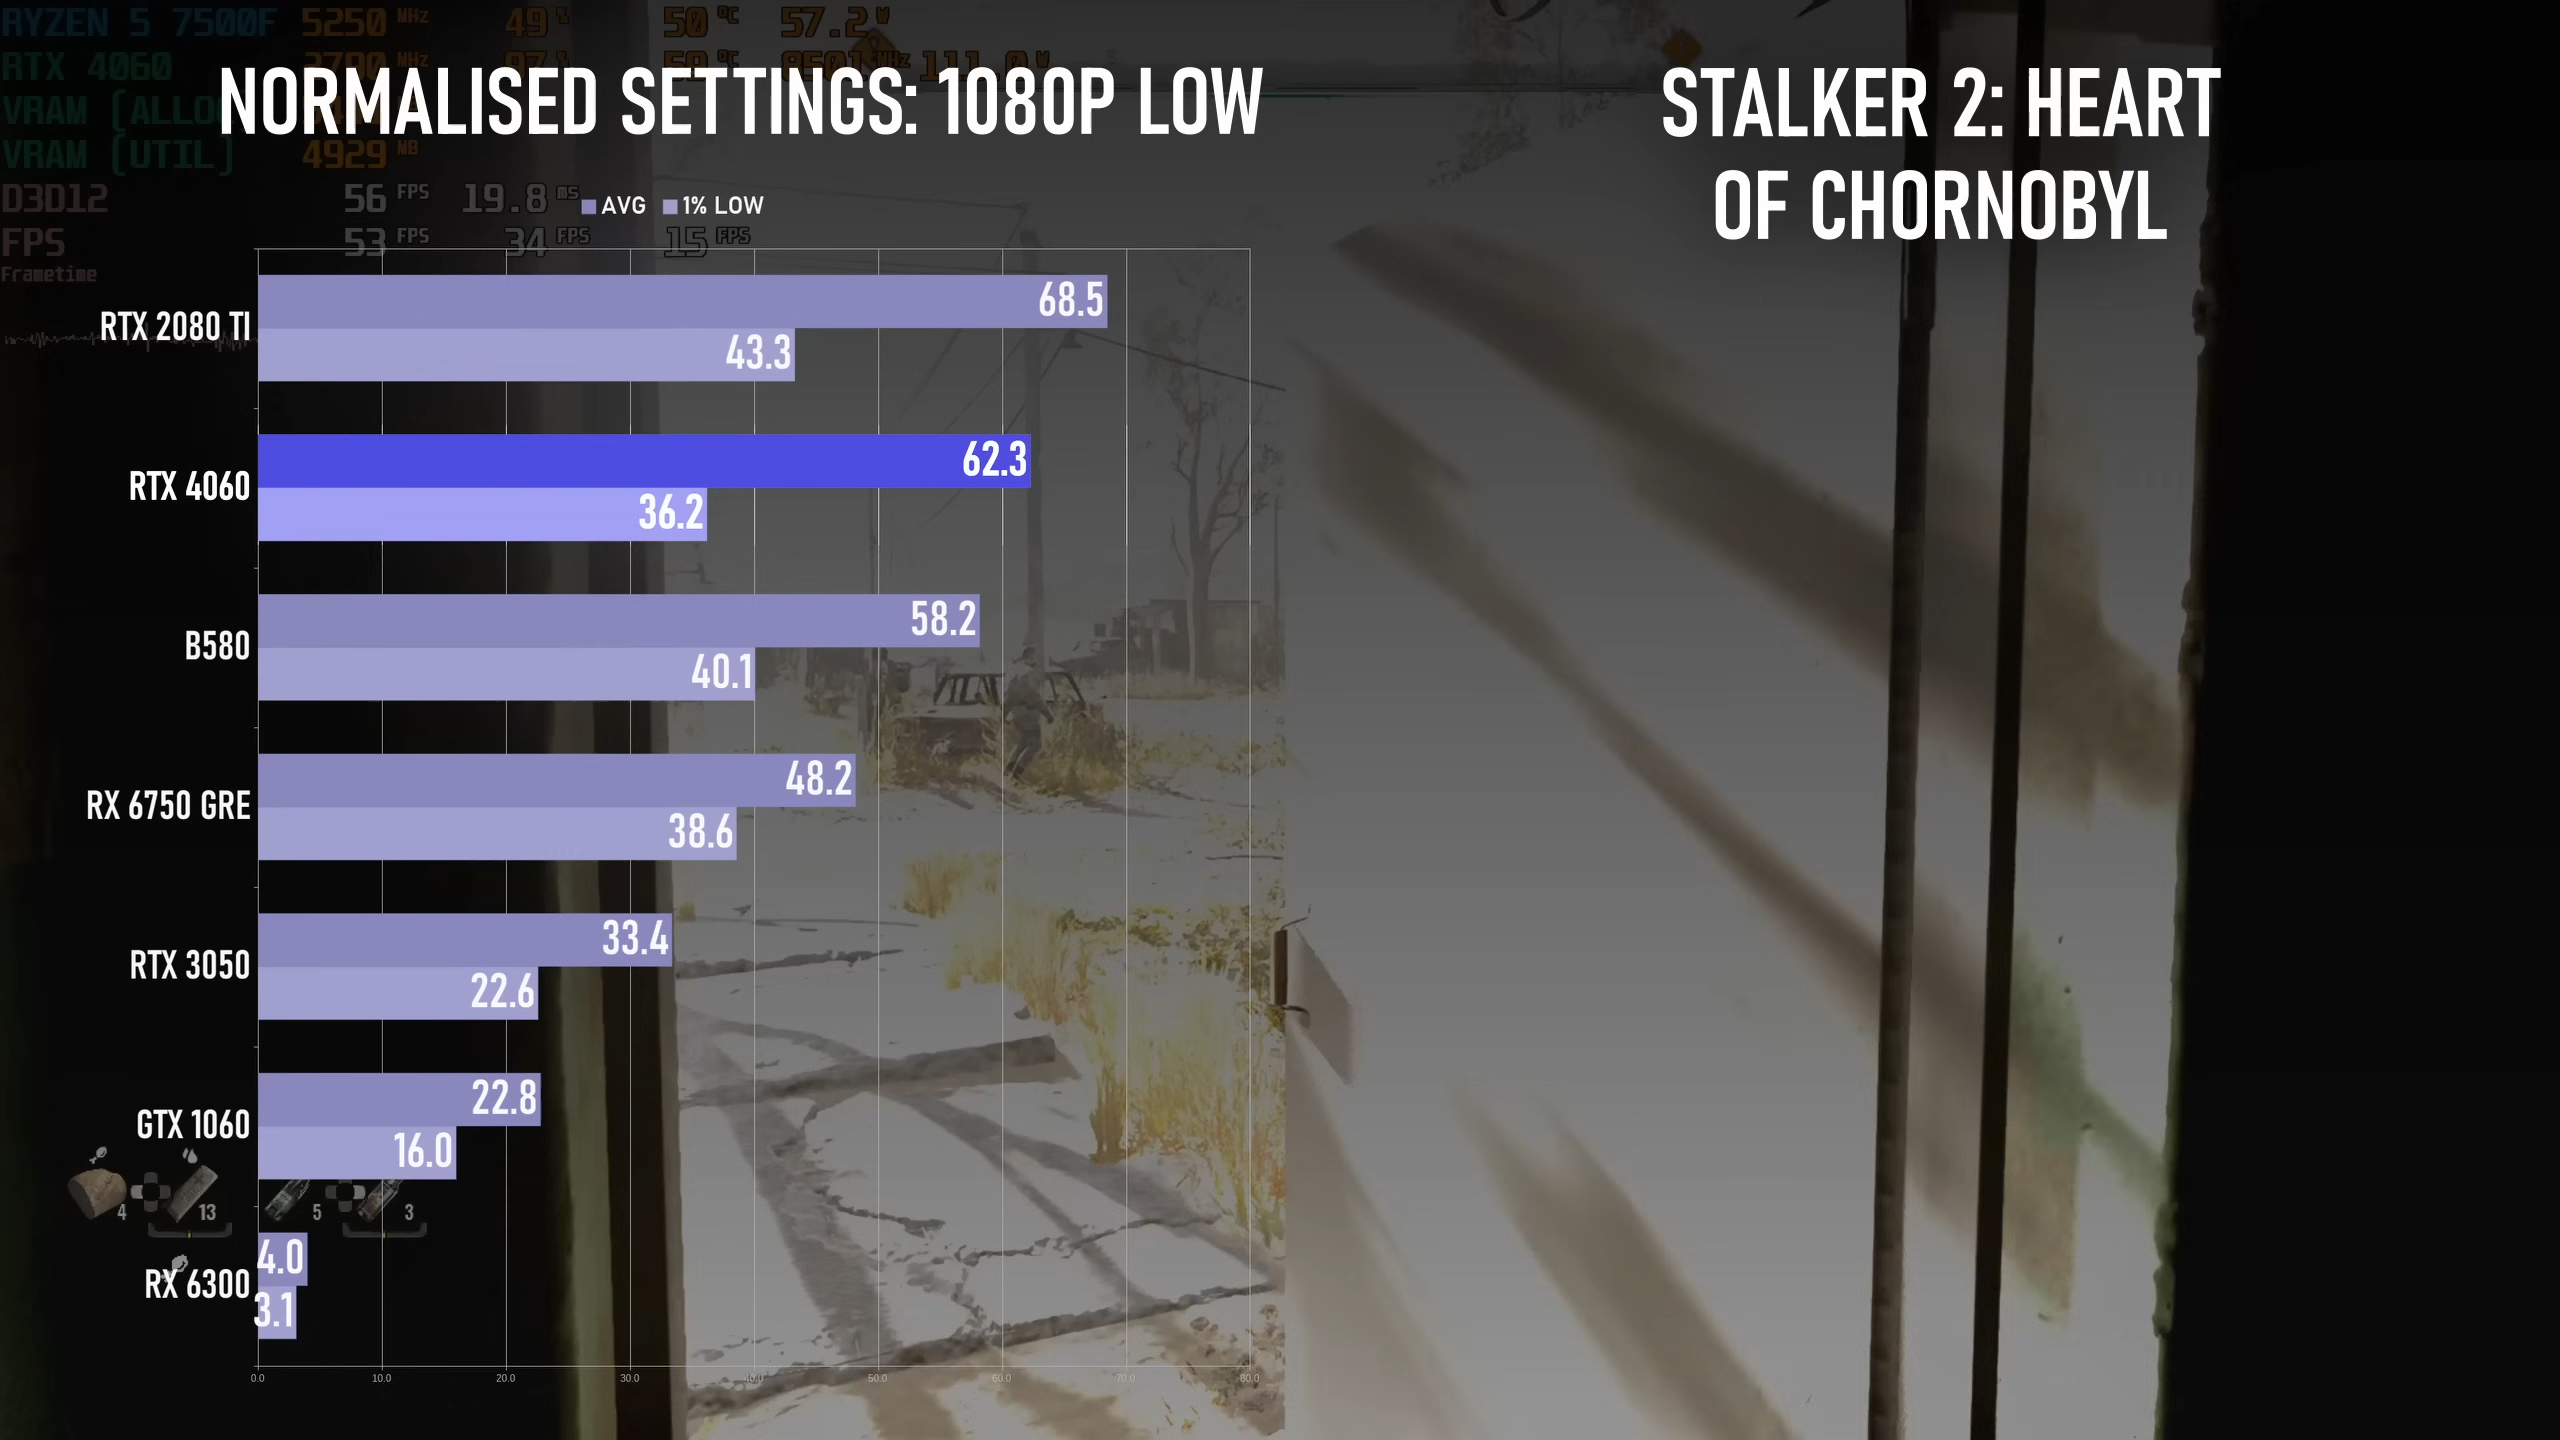 RYZEN 5 7500F 5250 MHz 49 % 50 °C 57.2 W
RTX 4060 MHz °C 111.0 W
VRAM (ALLO
VRAM (UTIL) 4929 MB
D3D12 56 FPS 19.8 ms
FPS 53 FPS 34 FPS 15 FPS
Frametime
NORMALISED SETTINGS: 1080P LOW
STALKER 2: HEART
OF CHORNOBYL
AVG 1% LOW
RTX 2080 TI 68.5
43.3
RTX 4060 62.3
36.2
B580 58.2
40.1
RX 6750 GRE 48.2
38.6
RTX 3050 33.4
22.6
GTX 1060 22.8
16.0
4 13 5 3
RX 6300 4.0
3.1
0.0 10.0 20.0 30.0 40.0 50.0 60.0 70.0 80.0